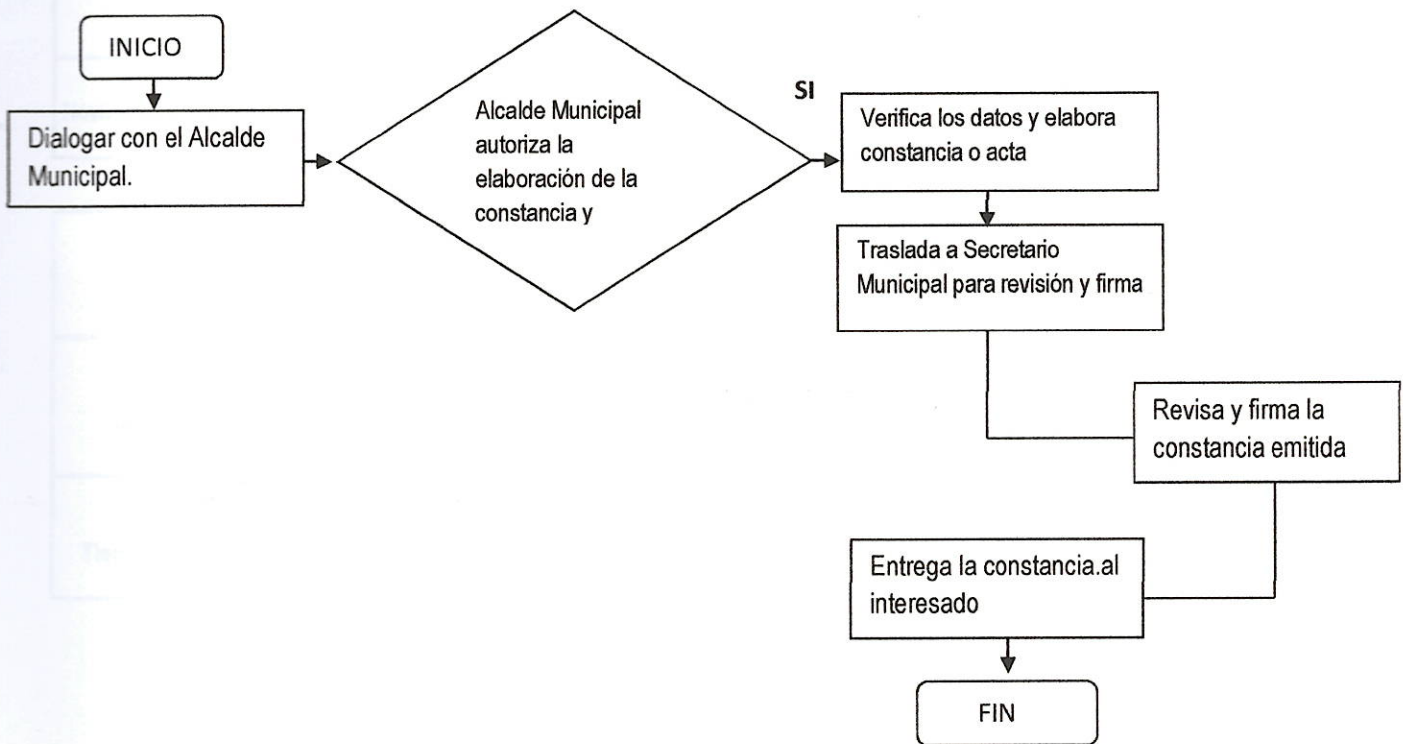 INICIO
Dialogar con el Alcalde
Municipal.
Alcalde Municipal
autoriza la
elaboración de la
constancia y
SI
Verifica los datos y elabora
constancia o acta
Traslada a Secretario
Municipal para revisión y firma
Revisa y firma la
constancia emitida
Entrega la constancia.al
interesado
FIN